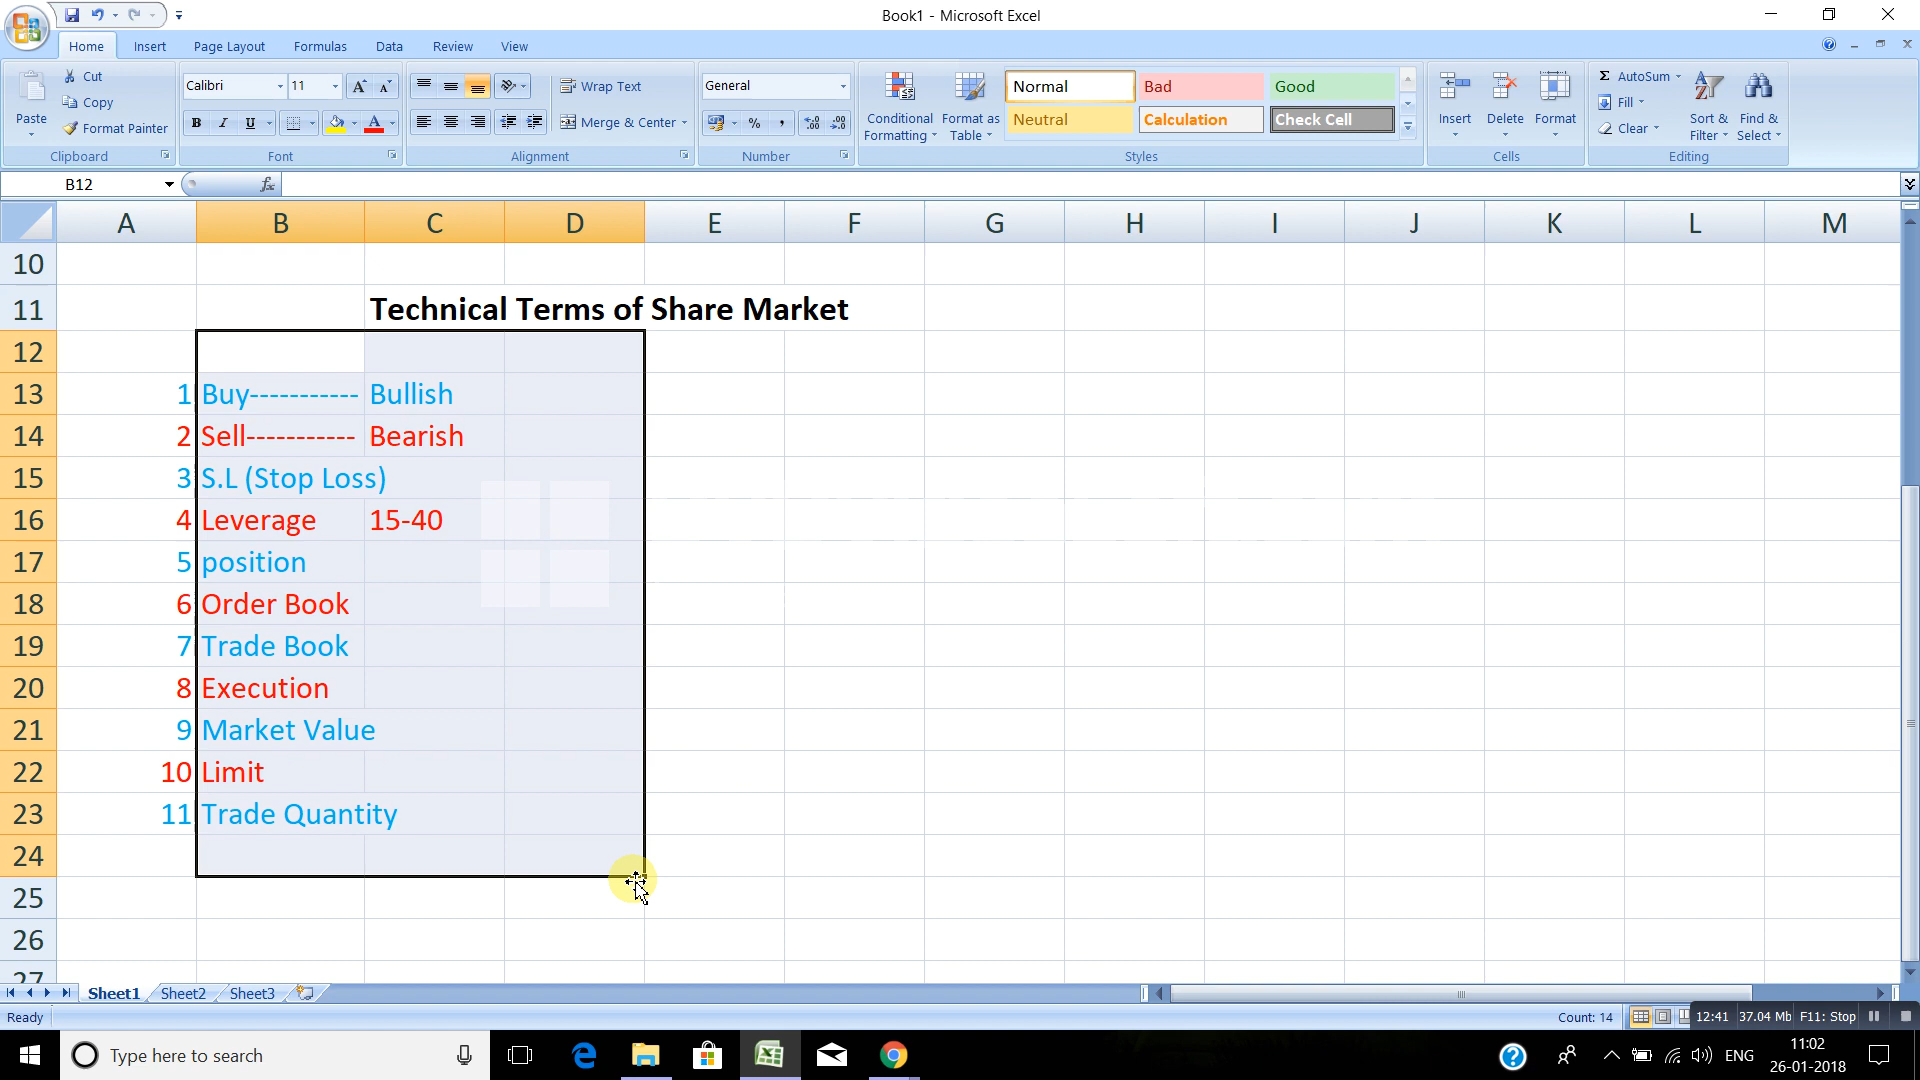 Book1 - Microsoft Excel
Home Insert Page Layout Formulas Data Review View
Paste
Cut
Copy
Format Painter
Clipboard
Calibri 11
B I U
Font
Wrap Text
Merge & Center
Alignment
General
% ,
Number
Conditional Formatting
Format as Table
Normal Bad Good
Neutral Calculation Check Cell
Styles
Insert Delete Format
Cells
Σ AutoSum
Fill
Clear
Sort & Filter
Find & Select
Editing
B12 fx
A B C D E F G H I J K L M
10
11 Technical Terms of Share Market
12
13 1 Buy----------- Bullish
14 2 Sell----------- Bearish
15 3 S.L (Stop Loss)
16 4 Leverage 15-40
17 5 position
18 6 Order Book
19 7 Trade Book
20 8 Execution
21 9 Market Value
22 10 Limit
23 11 Trade Quantity
24
25
26
27
Sheet1 Sheet2 Sheet3
Ready Count: 14 12:41 37.04 Mb F11: Stop
Type here to search ENG 11:02
26-01-2018